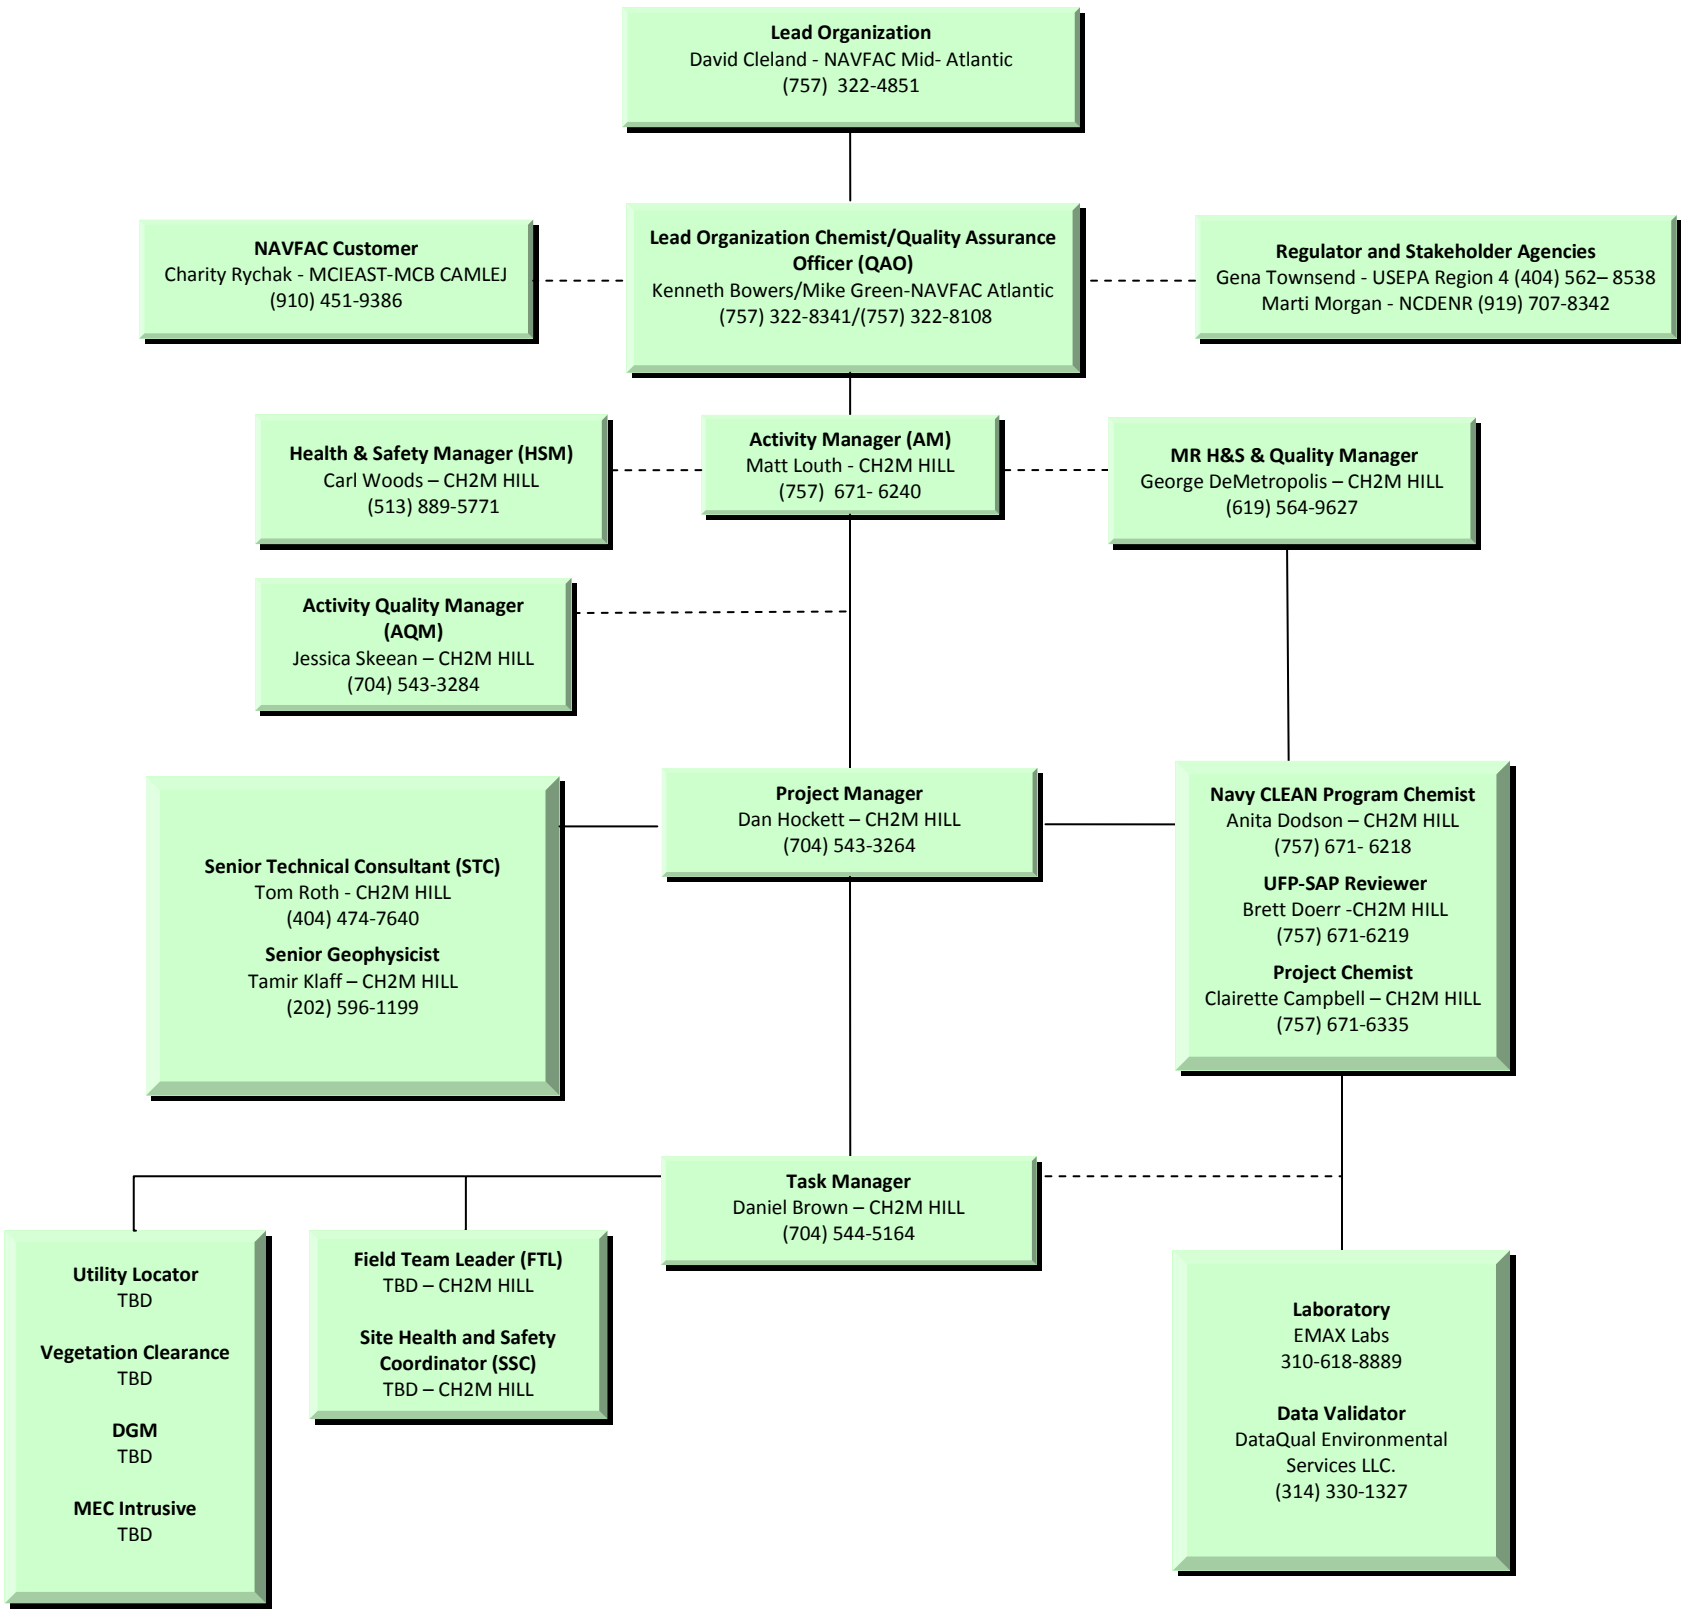 Lead Organization
David Cleland - NAVFAC Mid- Atlantic
(757) 322-4851
NAVFAC Customer
Charity Rychak - MCIEAST-MCB CAMLEJ
(910) 451-9386
Lead Organization Chemist/Quality Assurance
Officer (QAO)
Kenneth Bowers/Mike Green-NAVFAC Atlantic
(757) 322-8341/(757) 322-8108
Regulator and Stakeholder Agencies
Gena Townsend - USEPA Region 4 (404) 562– 8538
Marti Morgan - NCDENR (919) 707-8342
Health & Safety Manager (HSM)
Carl Woods – CH2M HILL
(513) 889-5771
Activity Manager (AM)
Matt Louth - CH2M HILL
(757) 671- 6240
MR H&S & Quality Manager
George DeMetropolis – CH2M HILL
(619) 564-9627
Activity Quality Manager
(AQM)
Jessica Skeean – CH2M HILL
(704) 543-3284
Senior Technical Consultant (STC)
Tom Roth - CH2M HILL
(404) 474-7640
Senior Geophysicist
Tamir Klaff – CH2M HILL
(202) 596-1199
Project Manager
Dan Hockett – CH2M HILL
(704) 543-3264
Navy CLEAN Program Chemist
Anita Dodson – CH2M HILL
(757) 671- 6218
UFP-SAP Reviewer
Brett Doerr -CH2M HILL
(757) 671-6219
Project Chemist
Clairette Campbell – CH2M HILL
(757) 671-6335
Task Manager
Daniel Brown – CH2M HILL
(704) 544-5164
Utility Locator
TBD
Vegetation Clearance
TBD
DGM
TBD
MEC Intrusive
TBD
Field Team Leader (FTL)
TBD – CH2M HILL
Site Health and Safety
Coordinator (SSC)
TBD – CH2M HILL
Laboratory
EMAX Labs
310-618-8889
Data Validator
DataQual Environmental
Services LLC.
(314) 330-1327